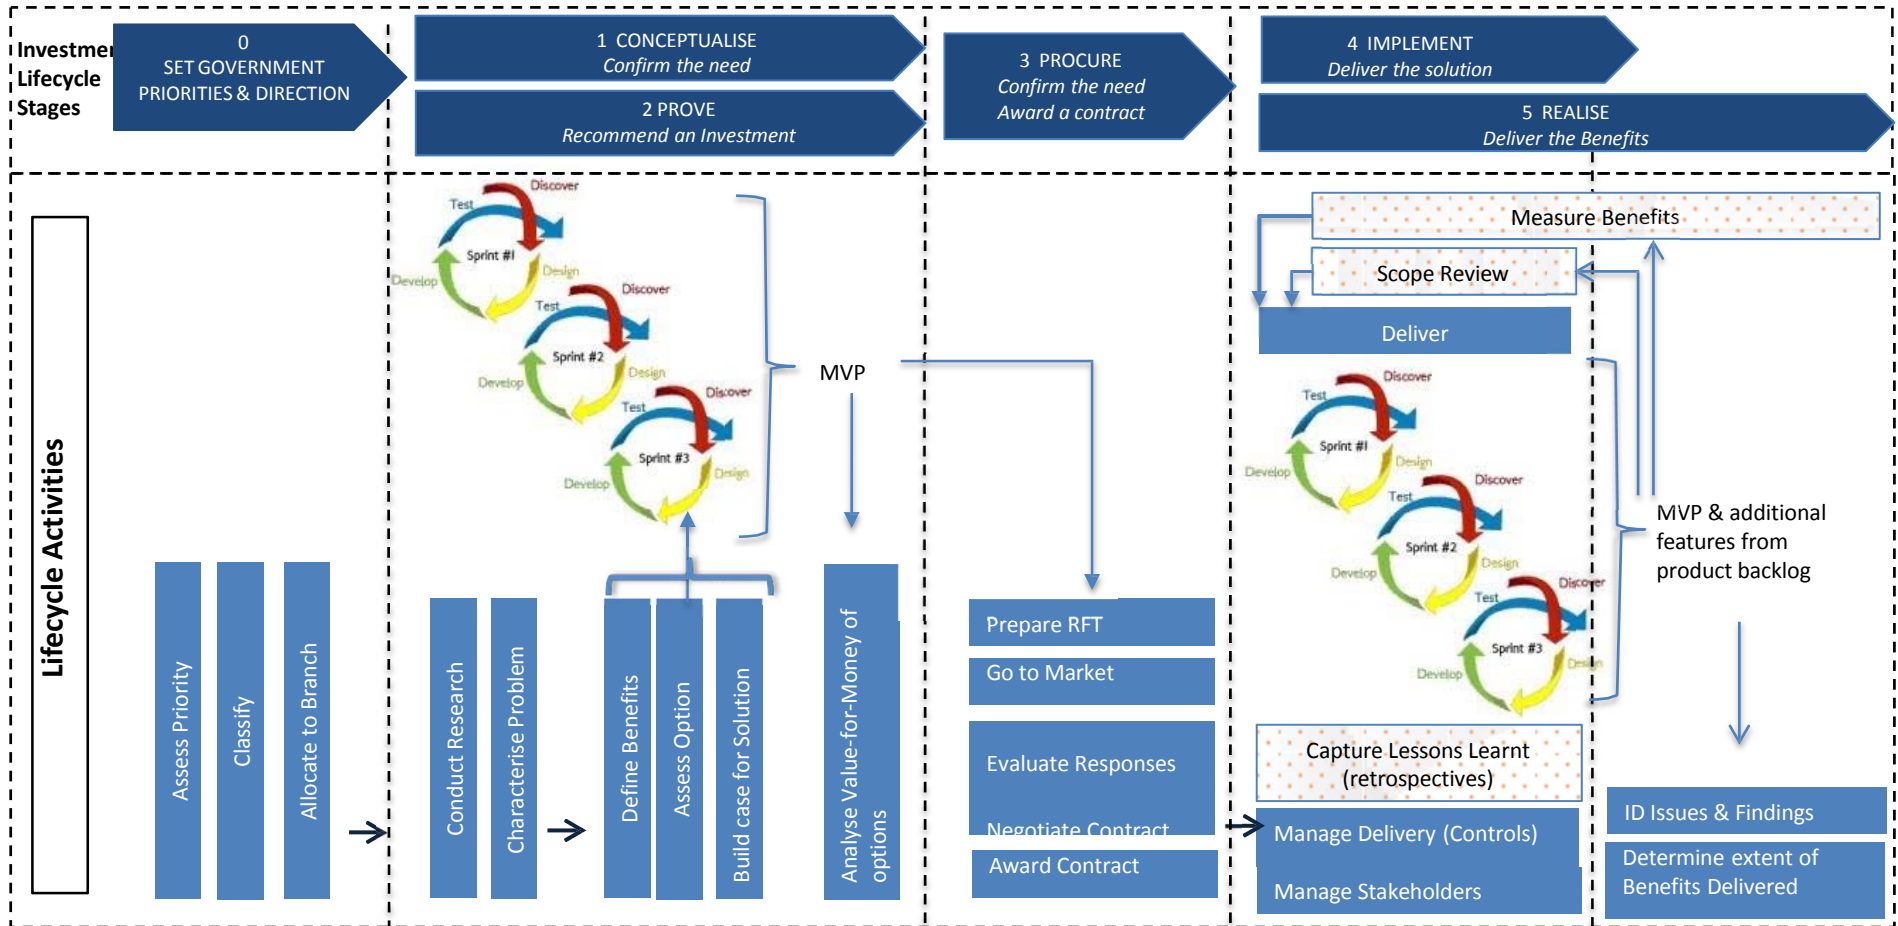 Investmen
Lifecycle
Stages
0
SET GOVERNMENT
PRIORITIES & DIRECTION
1 CONCEPTUALISE
Confirm the need
2 PROVE
Recommend an Investment
3 PROCURE
Confirm the need
Award a contract
4 IMPLEMENT
Deliver the solution
5 REALISE
Deliver the Benefits
Lifecycle Activities
Assess Priority
Classify
Allocate to Branch
Discover
Test
Sprint #1
Design
Develop
Discover
Test
Sprint #2
Design
Develop
Discover
Test
Sprint #3
Design
Develop
MVP
Conduct Research
Characterise Problem
Define Benefits
Assess Option
Build case for Solution
Analyse Value-for-Money of
options
Prepare RFT
Go to Market
Evaluate Responses
Negotiate Contract
Award Contract
Measure Benefits
Scope Review
Deliver
Discover
Test
Sprint #1
Design
Develop
Discover
Test
Sprint #2
Design
Develop
Discover
Test
Sprint #3
Design
Develop
MVP & additional
features from
product backlog
Capture Lessons Learnt
(retrospectives)
Manage Delivery (Controls)
Manage Stakeholders
ID Issues & Findings
Determine extent of
Benefits Delivered